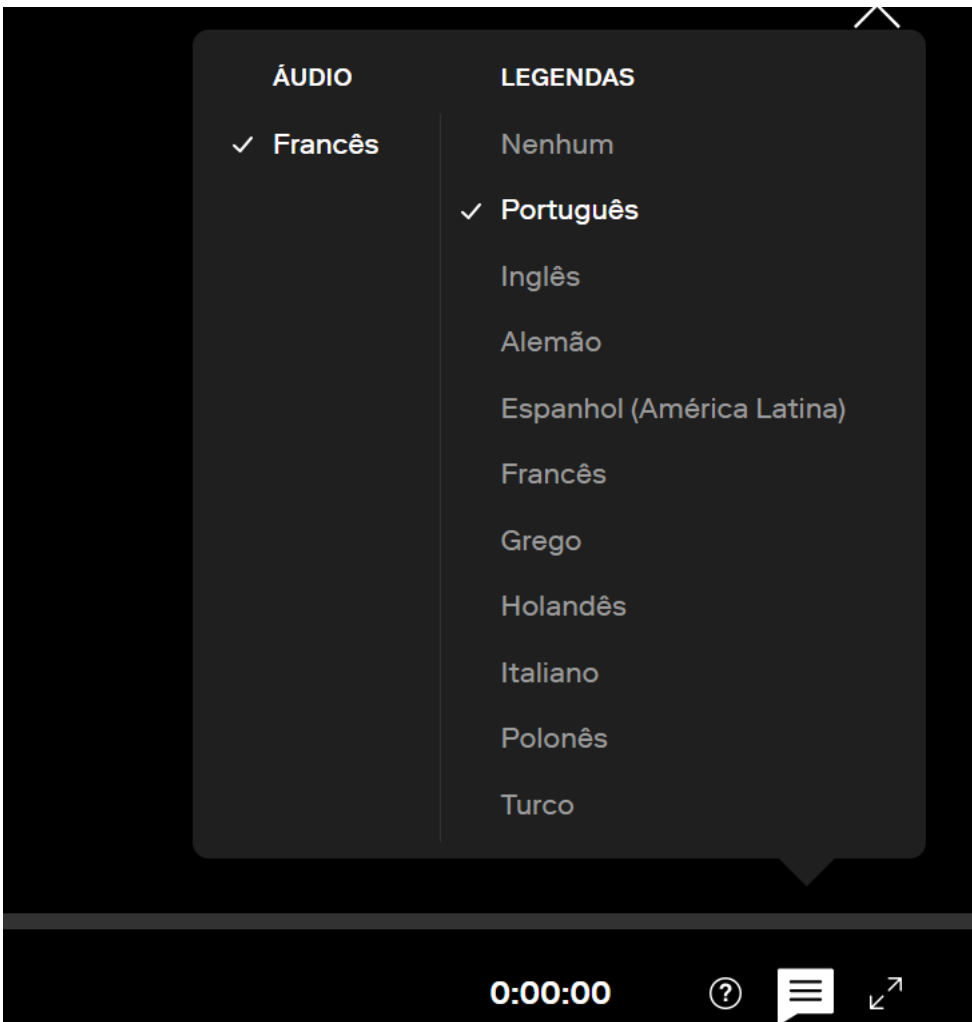 ÁUDIO
Francês
LEGENDAS
Nenhum
Português
Inglês
Alemão
Espanhol (América Latina)
Francês
Grego
Holandês
Italiano
Polonês
Turco
0:00:00
?